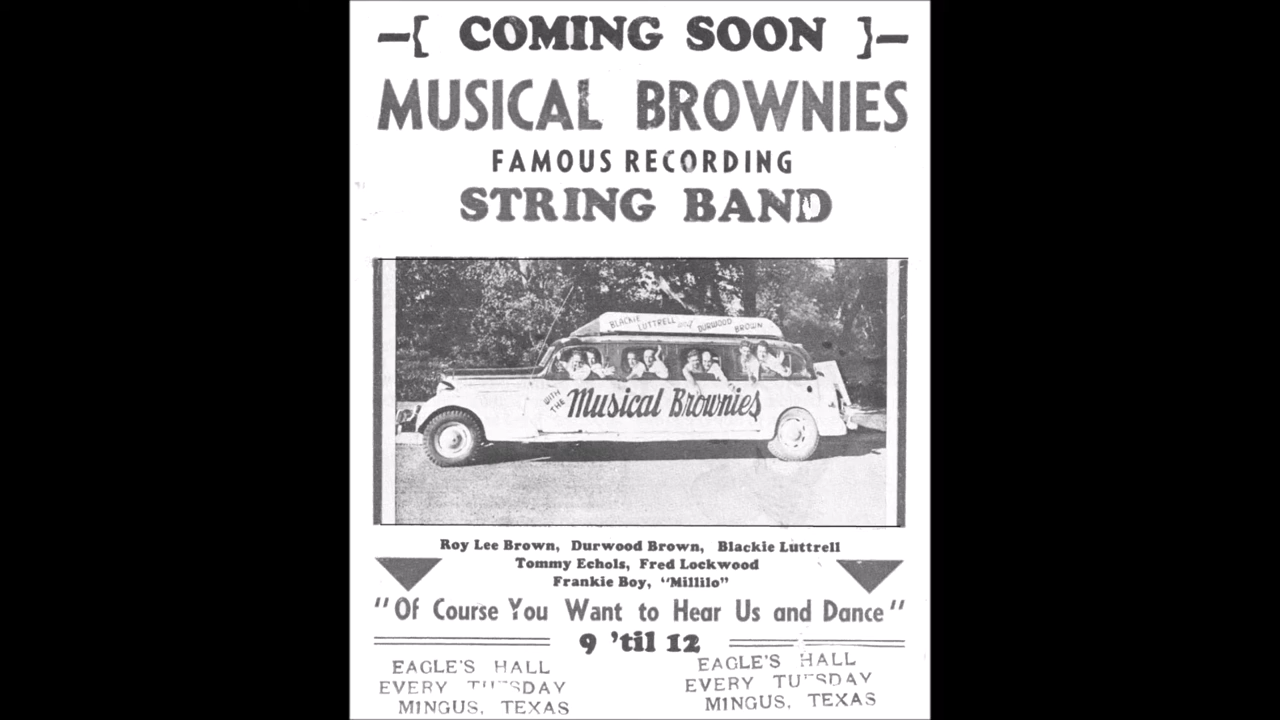 -{ COMING SOON }-
MUSICAL BROWNIES
FAMOUS RECORDING
STRING BAND
BLACKIE LUTTRELL and DURWOOD BROWN
WITH THE Musical Brownies
Roy Lee Brown, Durwood Brown, Blackie Luttrell
Tommy Echols, Fred Lockwood
Frankie Boy, "Millilo"
"Of Course You Want to Hear Us and Dance"
9 'til 12
EAGLE'S HALL
EVERY TUESDAY
MINGUS, TEXAS
EAGLE'S HALL
EVERY TUESDAY
MINGUS, TEXAS